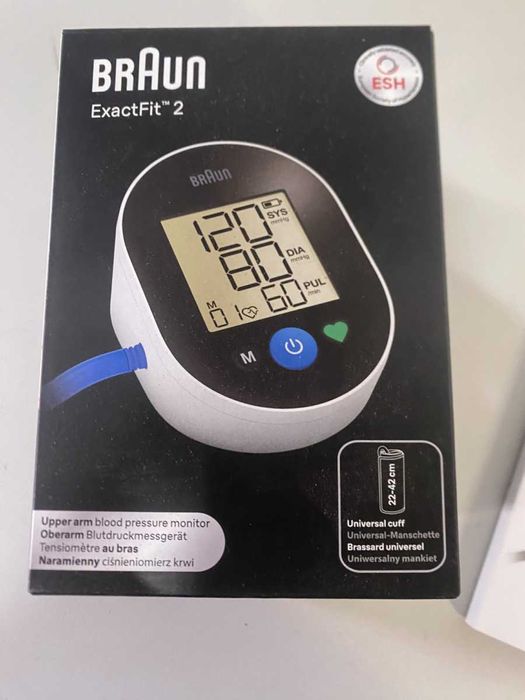 BRAUN
ExactFit™ 2
ESH
BRAUN
120 SYS
mmHg
80 DIA
mmHg
M
01
60 PUL
/min
M
22-42 cm
Universal cuff
Universal-Manschette
Brassard universel
Uniwersalny mankiet
Upper arm blood pressure monitor
Oberarm Blutdruckmessgerät
Tensiomètre au bras
Naramienny ciśnieniomierz krwi